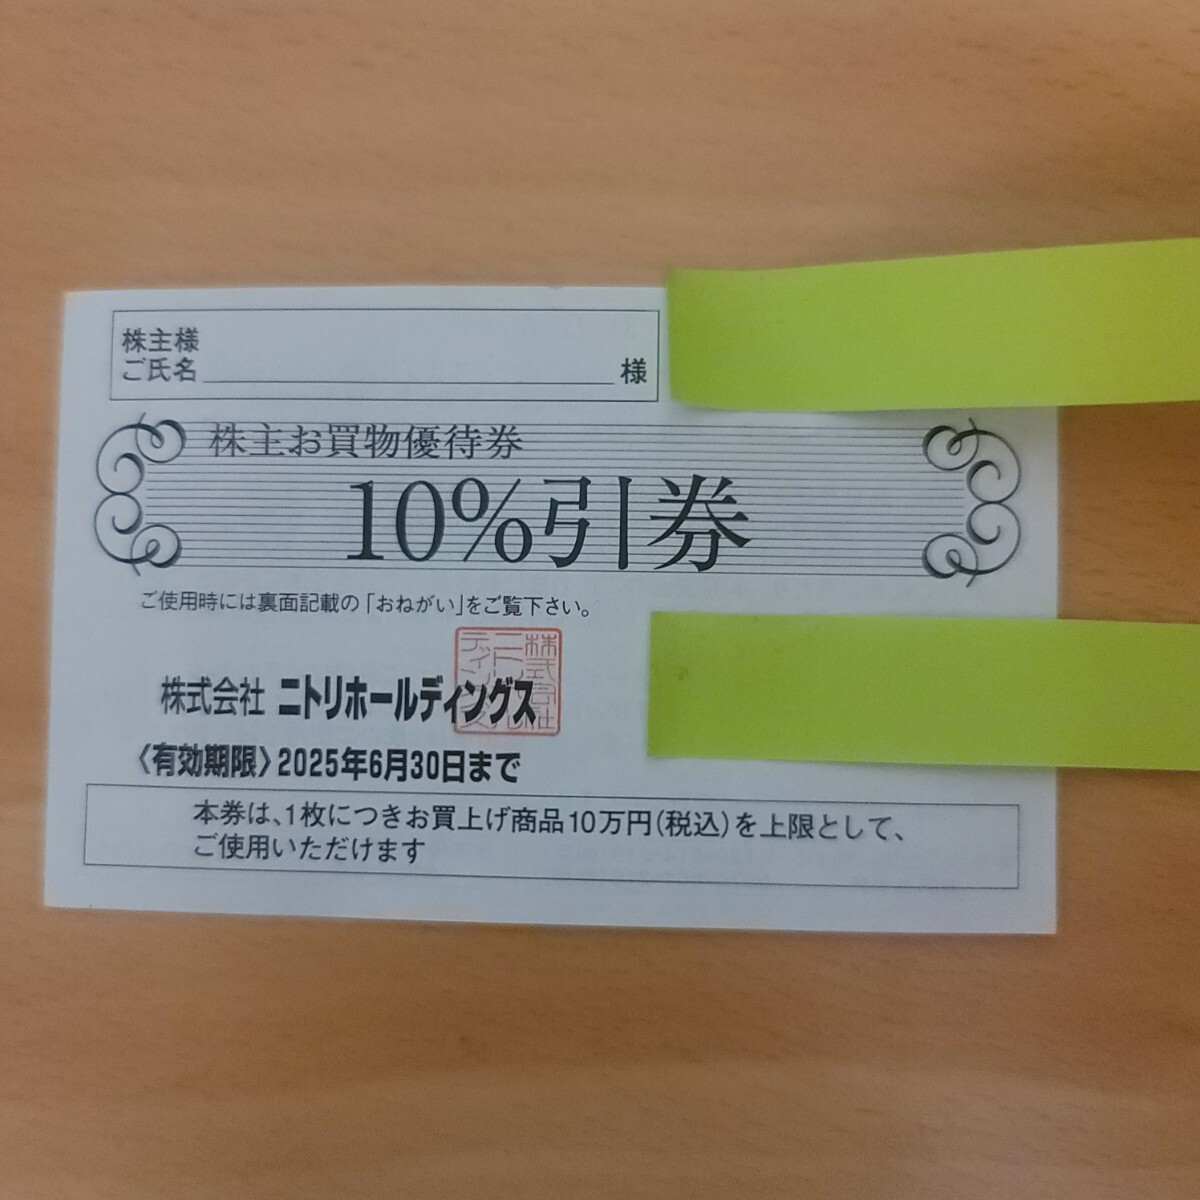 株主様
ご氏名 様
株主お買物優待券
10%引券
ご使用時には裏面記載の「おねがい」をご覧下さい。
株式会社 ニトリホールディングス
〈有効期限〉2025年6月30日まで
本券は、1枚につきお買上げ商品10万円(税込)を上限として、
ご使用いただけます